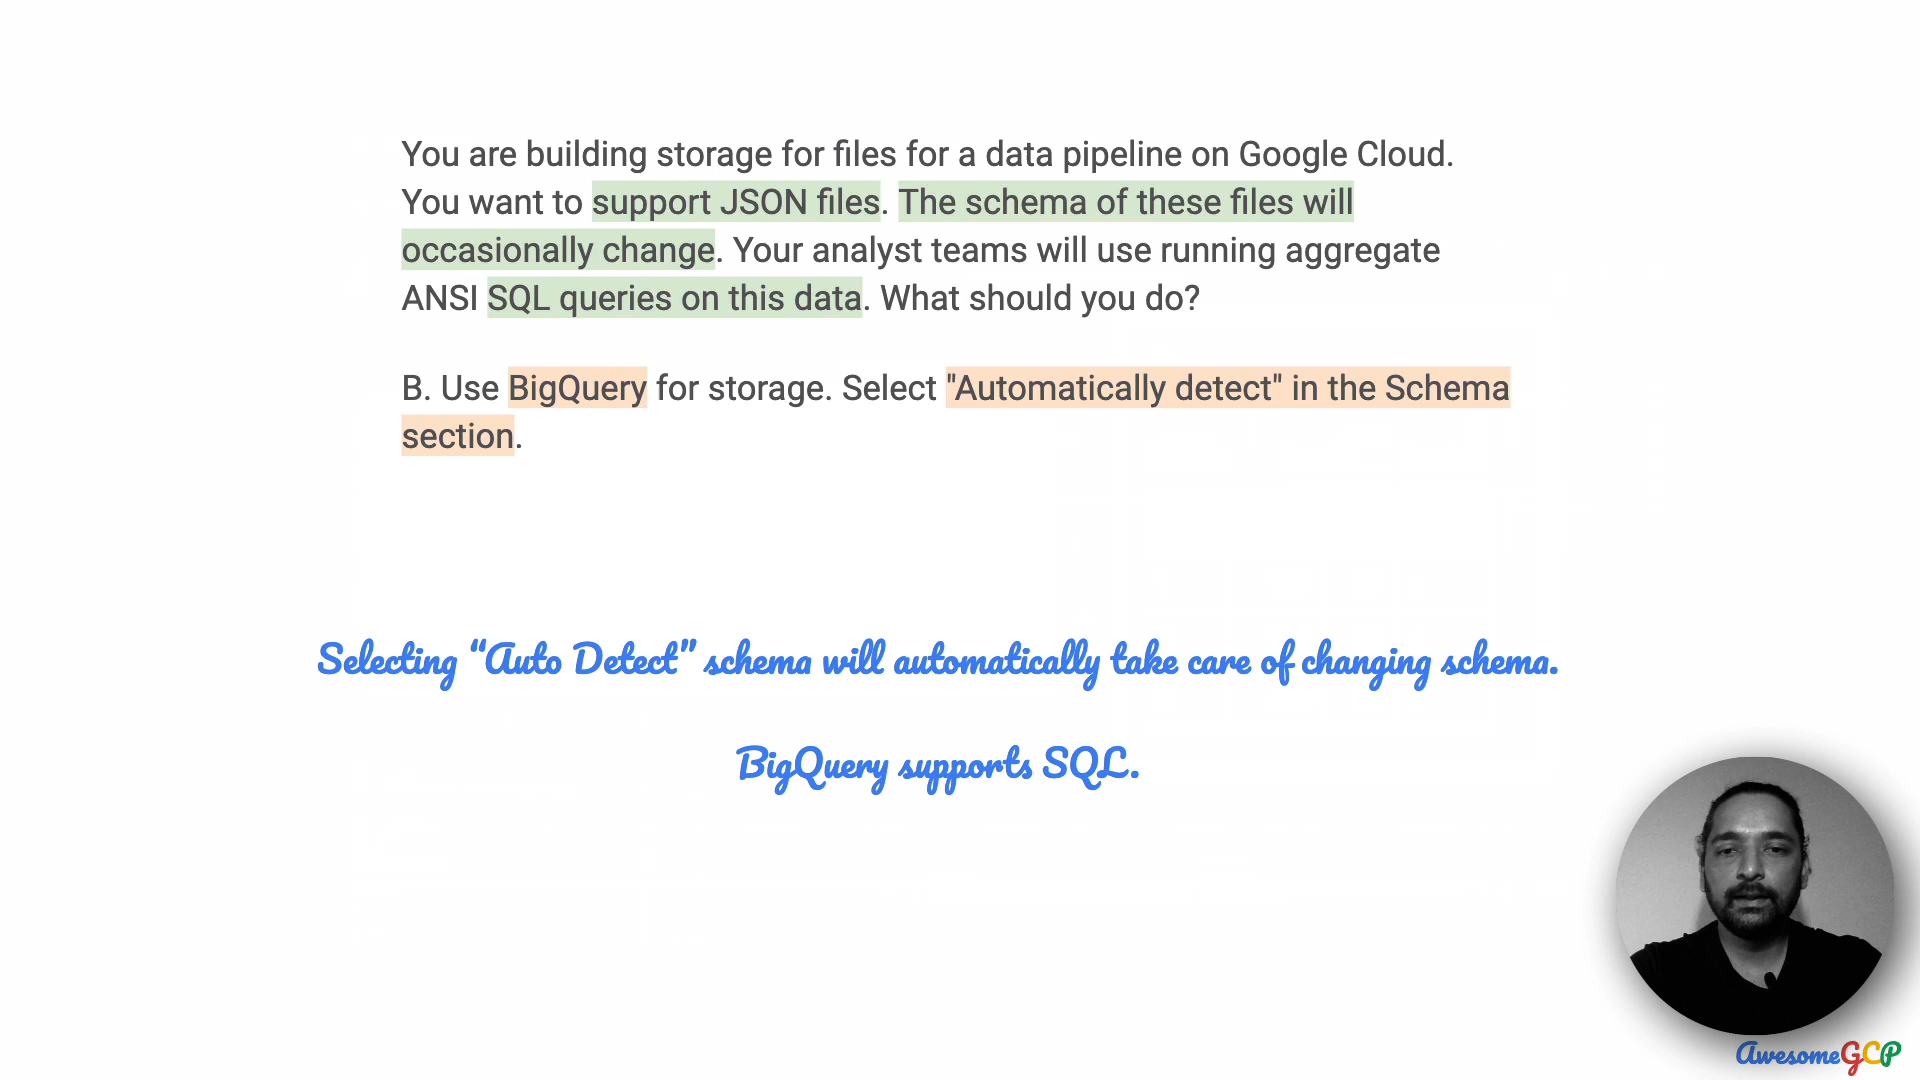 You are building storage for files for a data pipeline on Google Cloud.
You want to support JSON files. The schema of these files will
occasionally change. Your analyst teams will use running aggregate
ANSI SQL queries on this data. What should you do?
B. Use BigQuery for storage. Select "Automatically detect" in the Schema
section.
Selecting “Auto Detect” schema will automatically take care of changing schema.
BigQuery supports SQL.
AwesomeGCP